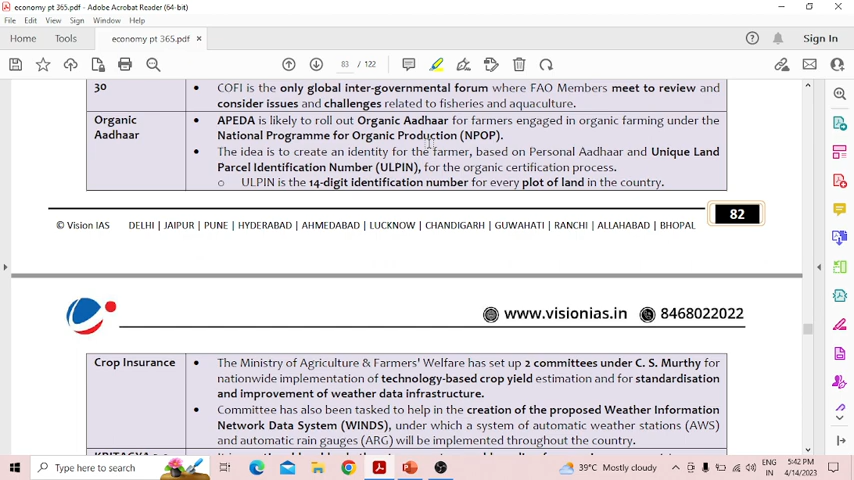 economy pt 365.pdf - Adobe Acrobat Reader (64-bit)
File Edit View Sign Window Help
Home Tools economy pt 365.pdf × Sign In
83 / 122
30
• COFI is the only global inter-governmental forum where FAO Members meet to review and
consider issues and challenges related to fisheries and aquaculture.
Organic
Aadhaar
• APEDA is likely to roll out Organic Aadhaar for farmers engaged in organic farming under the
National Programme for Organic Production (NPOP).
• The idea is to create an identity for the farmer, based on Personal Aadhaar and Unique Land
Parcel Identification Number (ULPIN), for the organic certification process.
o ULPIN is the 14-digit identification number for every plot of land in the country.
© Vision IAS DELHI | JAIPUR | PUNE | HYDERABAD | AHMEDABAD | LUCKNOW | CHANDIGARH | GUWAHATI | RANCHI | ALLAHABAD | BHOPAL
82
www.visionias.in 8468022022
Crop Insurance
• The Ministry of Agriculture & Farmers' Welfare has set up 2 committees under C. S. Murthy for
nationwide implementation of technology-based crop yield estimation and for standardisation
and improvement of weather data infrastructure.
• Committee has also been tasked to help in the creation of the proposed Weather Information
Network Data System (WINDS), under which a system of automatic weather stations (AWS)
and automatic rain gauges (ARG) will be implemented throughout the country.
Type here to search
39°C Mostly cloudy
ENG
IN
5:42 PM
4/14/2023